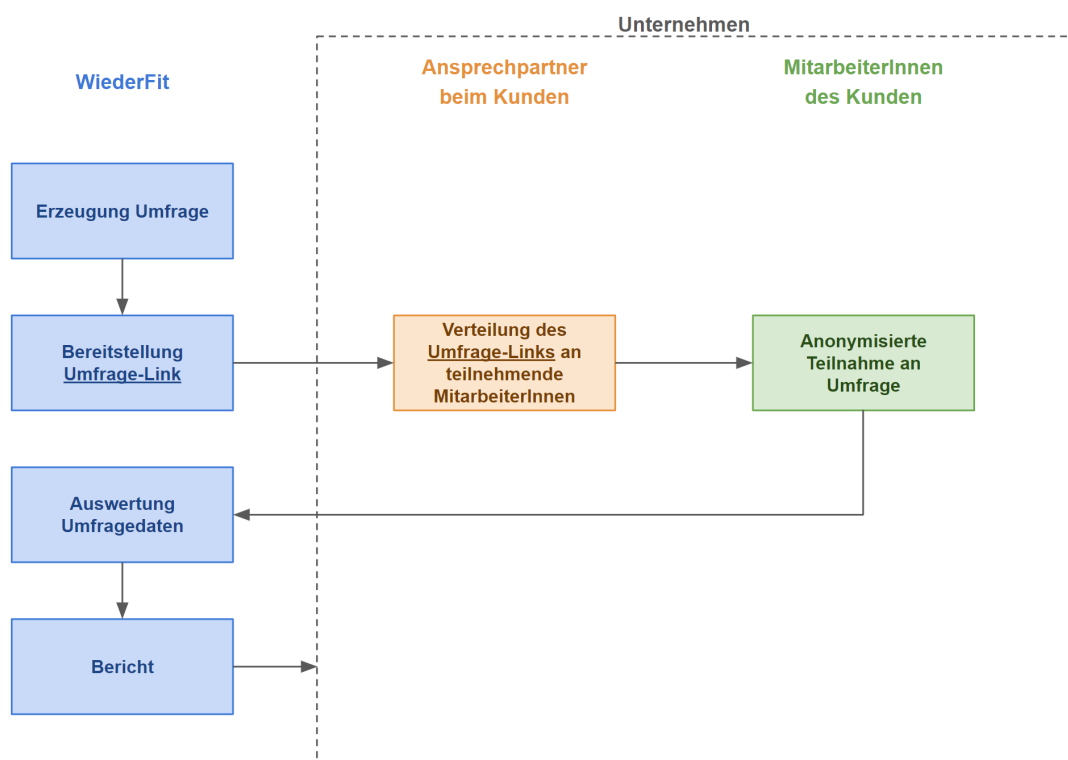 Unternehmen
WiederFit
Ansprechpartner
beim Kunden
MitarbeiterInnen
des Kunden
Erzeugung Umfrage
Bereitstellung
Umfrage-Link
Verteilung des
Umfrage-Links an
teilnehmende
MitarbeiterInnen
Anonymisierte
Teilnahme an
Umfrage
Auswertung
Umfragedaten
Bericht